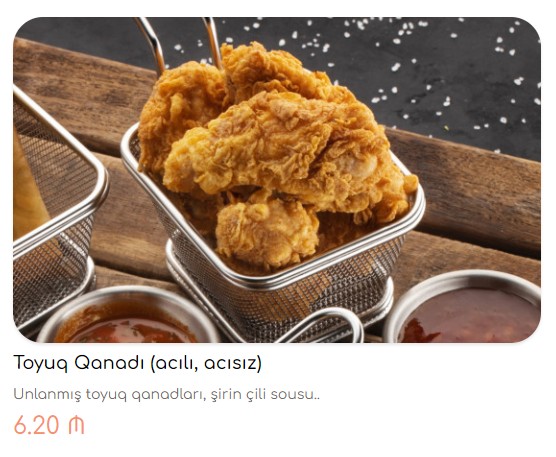 Toyuq Qanadı (acılı, acısız)
Unlanmış toyuq qanadları, şirin çili sousu..
6.20 ₼